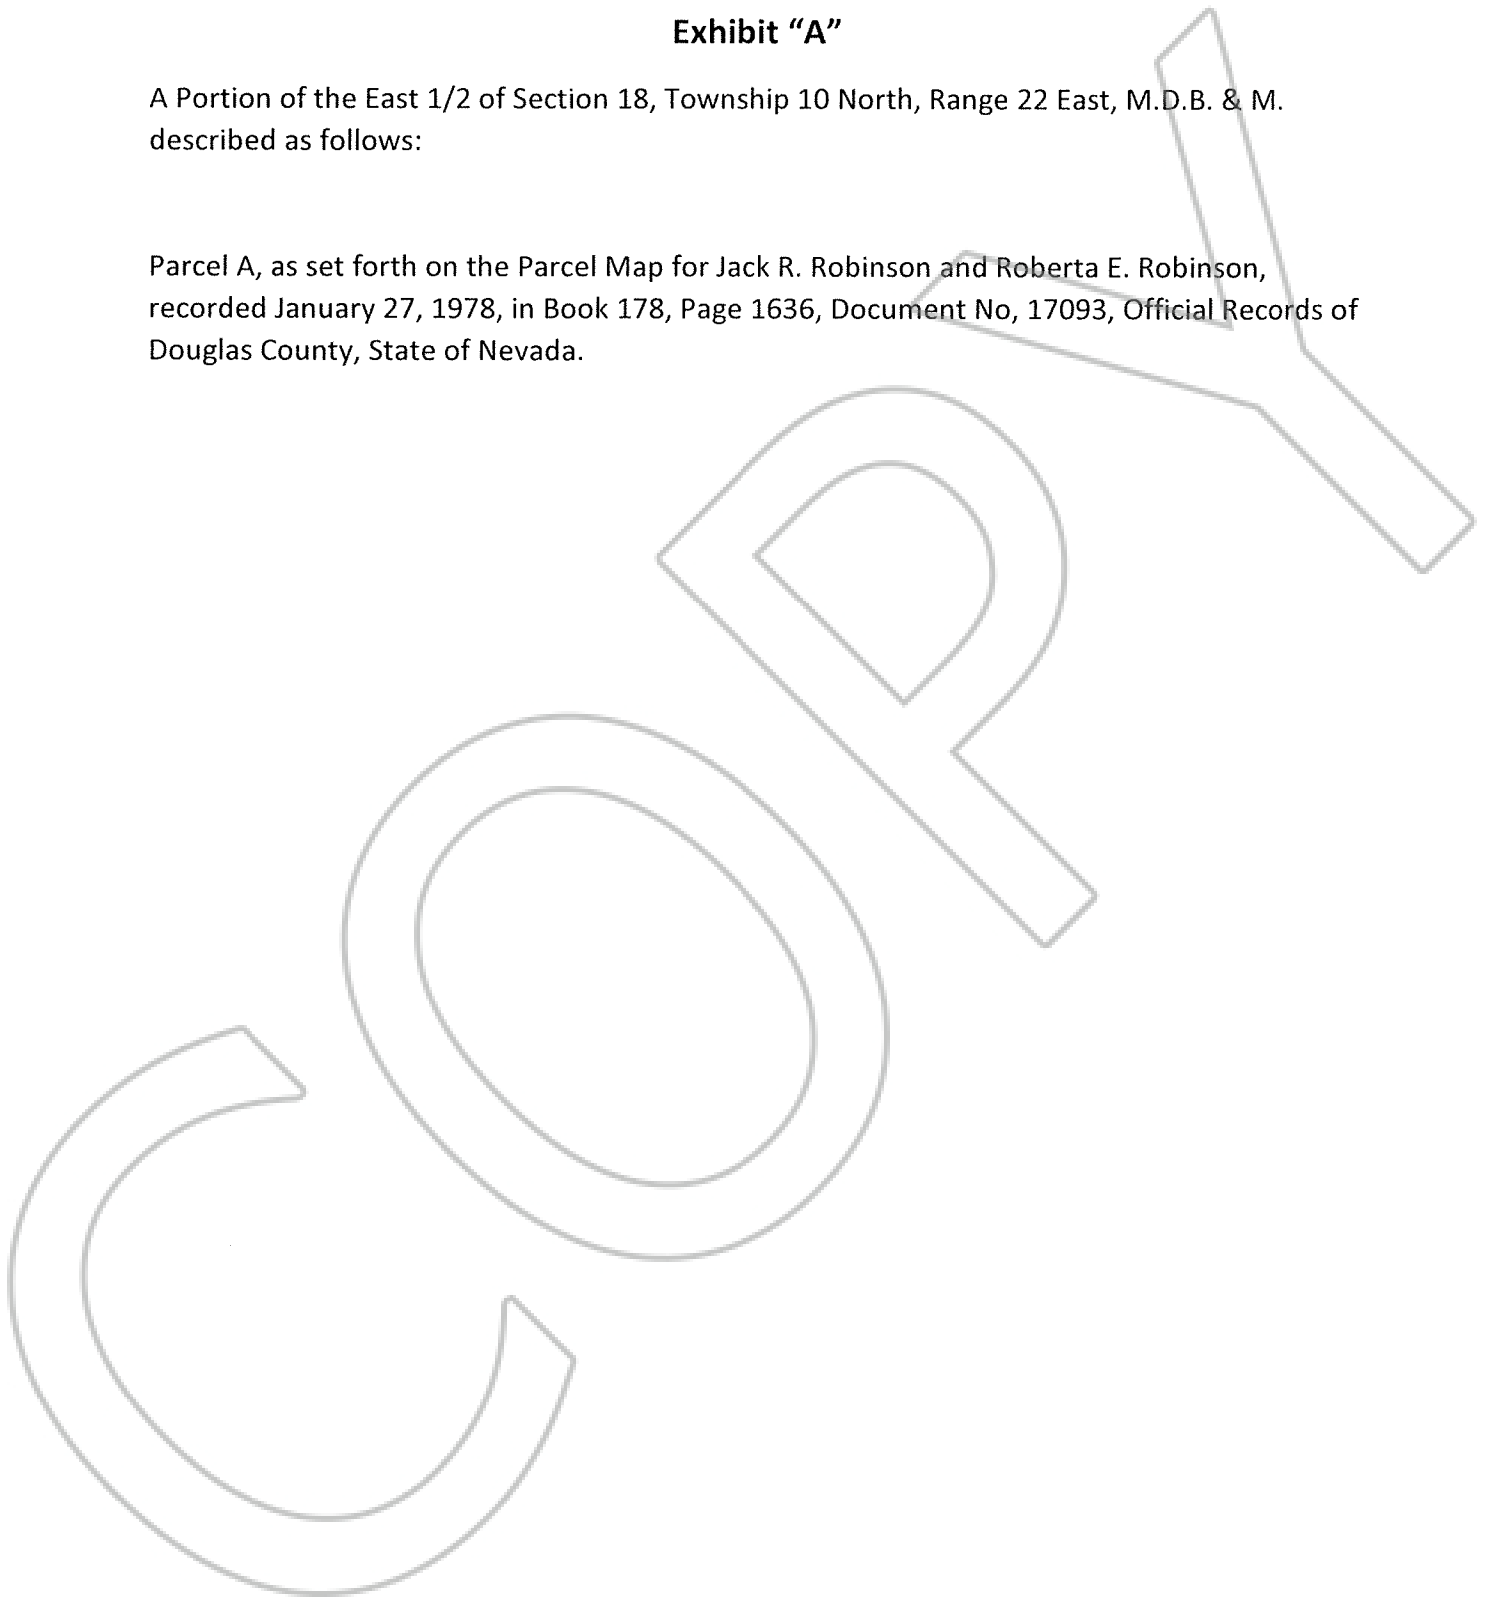 Exhibit “A”
A Portion of the East 1/2 of Section 18, Township 10 North, Range 22 East, M.D.B. & M.
described as follows:
Parcel A, as set forth on the Parcel Map for Jack R. Robinson and Roberta E. Robinson,
recorded January 27, 1978, in Book 178, Page 1636, Document No, 17093, Official Records of
Douglas County, State of Nevada.
COPY